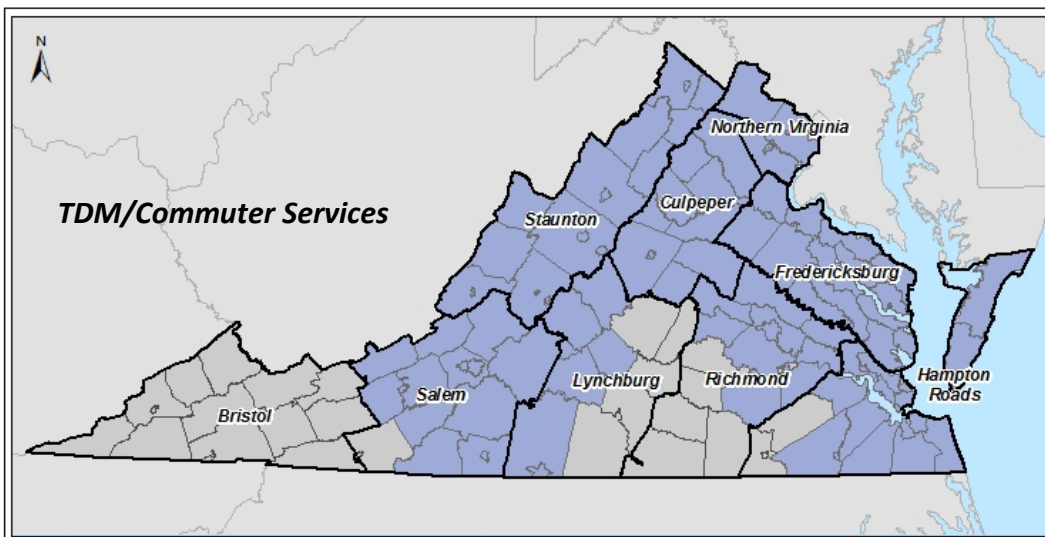 N
Northern Virginia
TDM/Commuter Services
Staunton
Culpeper
Fredericksburg
Bristol
Salem
Lynchburg
Richmond
Hampton
Roads